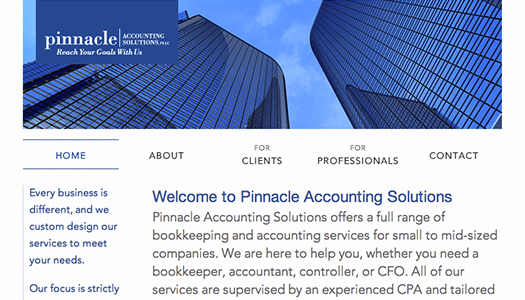 pinnacle ACCOUNTING
SOLUTIONS, PLLC
Reach Your Goals With Us
HOME
ABOUT
FOR
CLIENTS
FOR
PROFESSIONALS
CONTACT
Every business is
different, and we
custom design our
services to meet
your needs.
Our focus is strictly
Welcome to Pinnacle Accounting Solutions
Pinnacle Accounting Solutions offers a full range of
bookkeeping and accounting services for small to mid-sized
companies. We are here to help you, whether you need a
bookkeeper, accountant, controller, or CFO. All of our
services are supervised by an experienced CPA and tailored